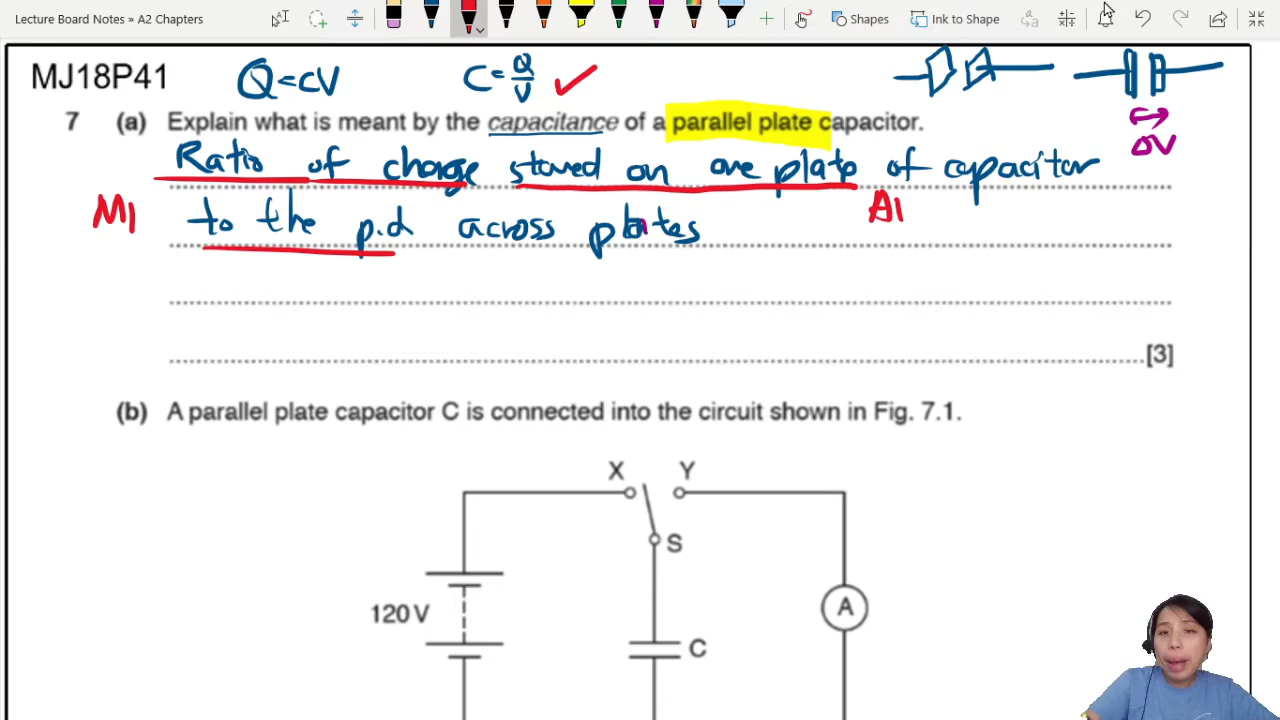 Lecture Board Notes » A2 Chapters
Shapes
Ink to Shape
MJ18P41
Q=CV
C=Q/V
7 (a) Explain what is meant by the capacitance of a parallel plate capacitor.
ΔV
Ratio of charge stored on one plate of capacitor
M1
A1
to the p.d across plates
[3]
(b) A parallel plate capacitor C is connected into the circuit shown in Fig. 7.1.
X
Y
S
120 V
A
C